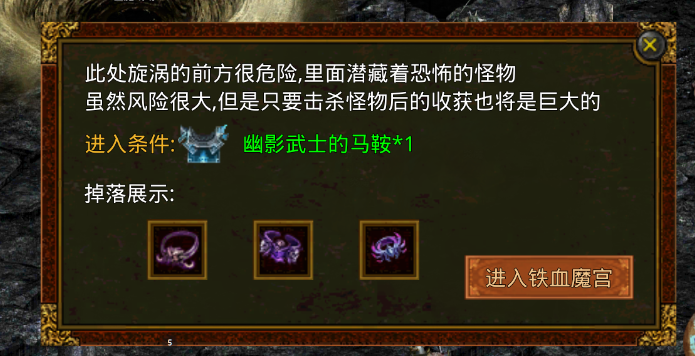 此处旋涡的前方很危险,里面潜藏着恐怖的怪物
虽然风险很大,但是只要击杀怪物后的收获也将是巨大的
进入条件: 幽影武士的马鞍*1
掉落展示:
进入铁血魔宫
5